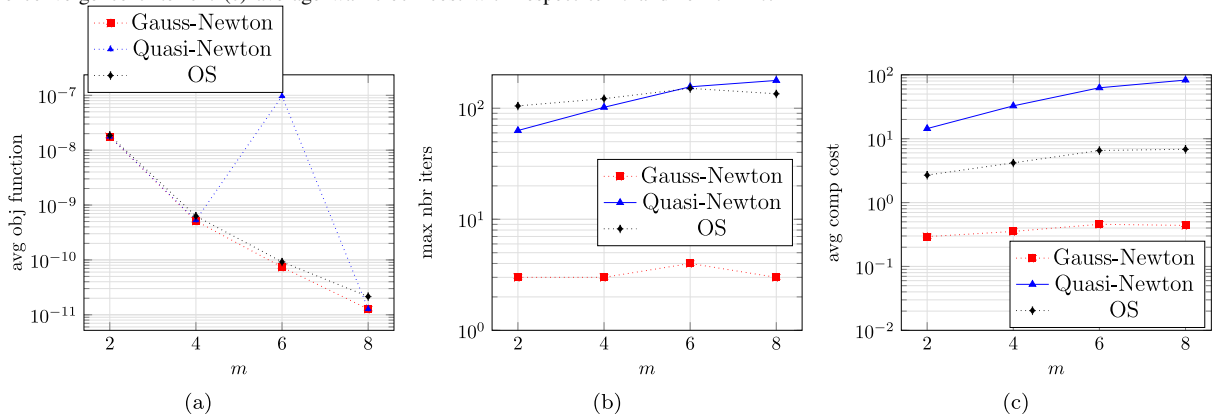 Gauss-Newton
Quasi-Newton
OS
10^{-7}
10^{-8}
10^{-9}
10^{-10}
10^{-11}
avg obj function
2 4 6 8
m
(a)
10^{2}
10^{1}
10^{0}
max nbr iters
Gauss-Newton
Quasi-Newton
OS
2 4 6 8
m
(b)
10^{2}
10^{1}
10^{0}
10^{-1}
10^{-2}
avg comp cost
Gauss-Newton
Quasi-Newton
OS
2 4 6 8
m
(c)